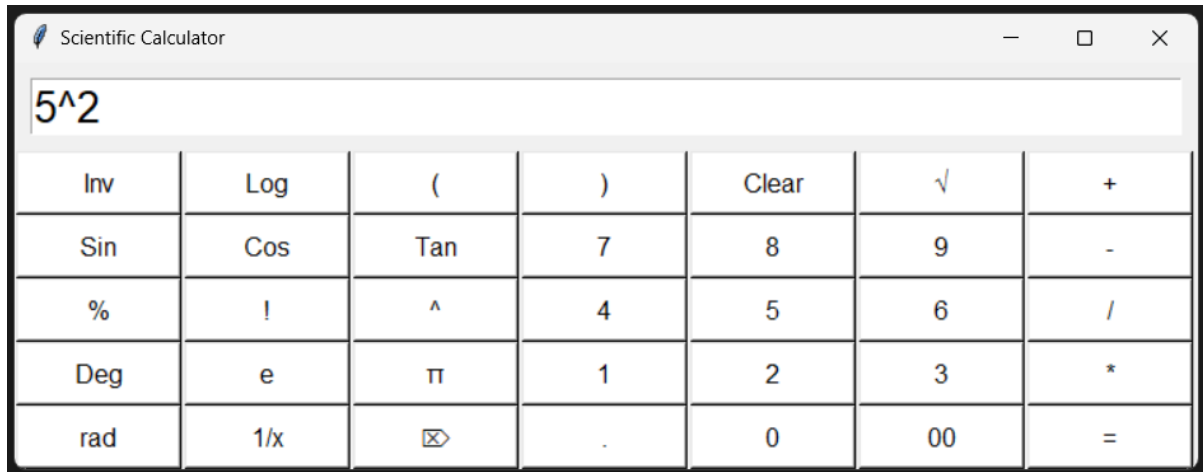 Scientific Calculator
5^2
Inv Log ( ) Clear √ +
Sin Cos Tan 7 8 9 -
% ! ^ 4 5 6 /
Deg e π 1 2 3 *
rad 1/x ⌦ . 0 00 =